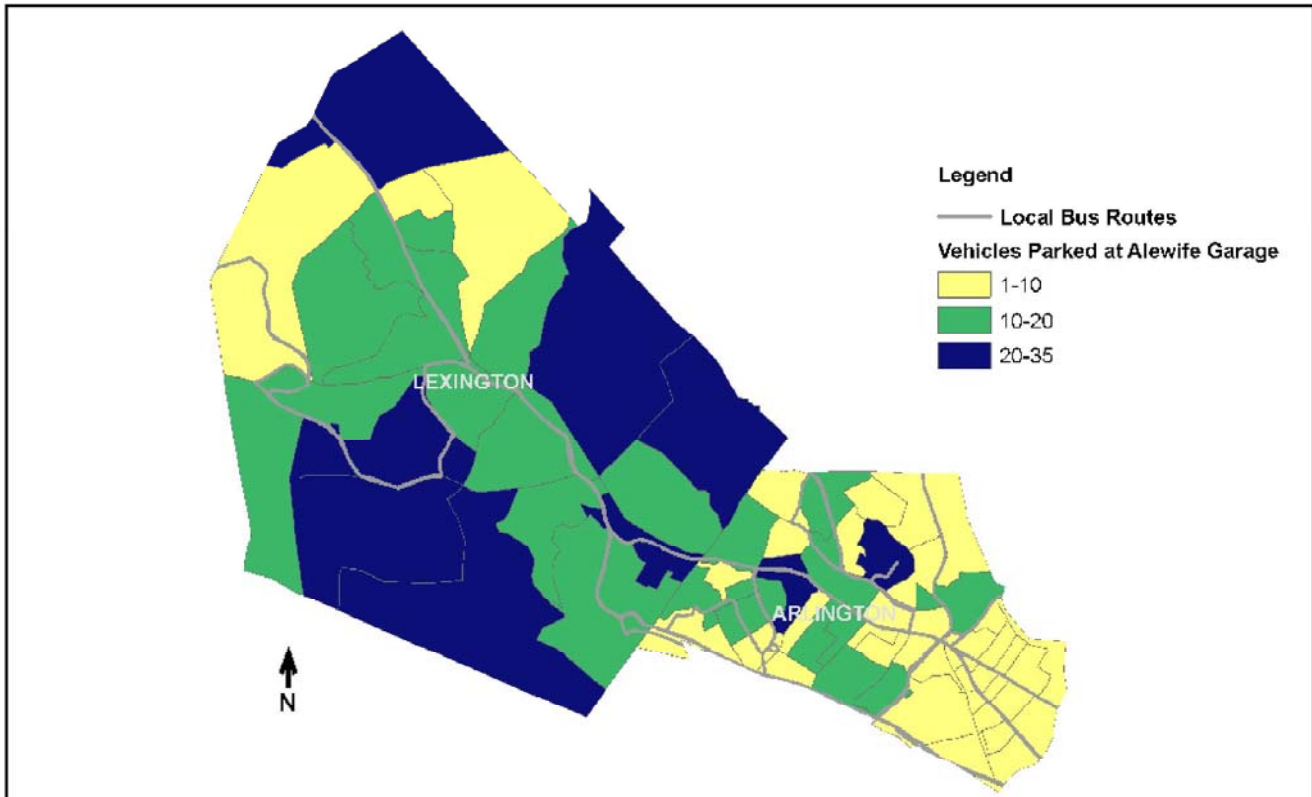 Legend
Local Bus Routes
Vehicles Parked at Alewife Garage
1-10
10-20
20-35
LEXINGTON
ARLINGTON
N